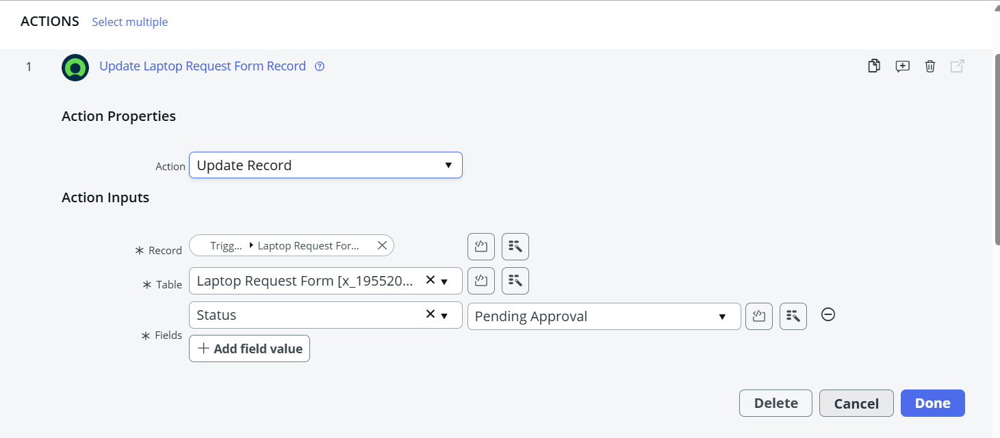 ACTIONS Select multiple
1 Update Laptop Request Form Record
Action Properties
Action Update Record
Action Inputs
* Record Trigg... Laptop Request For...
* Table Laptop Request Form [x_195520...
Status Pending Approval
* Fields
+ Add field value
Delete Cancel Done